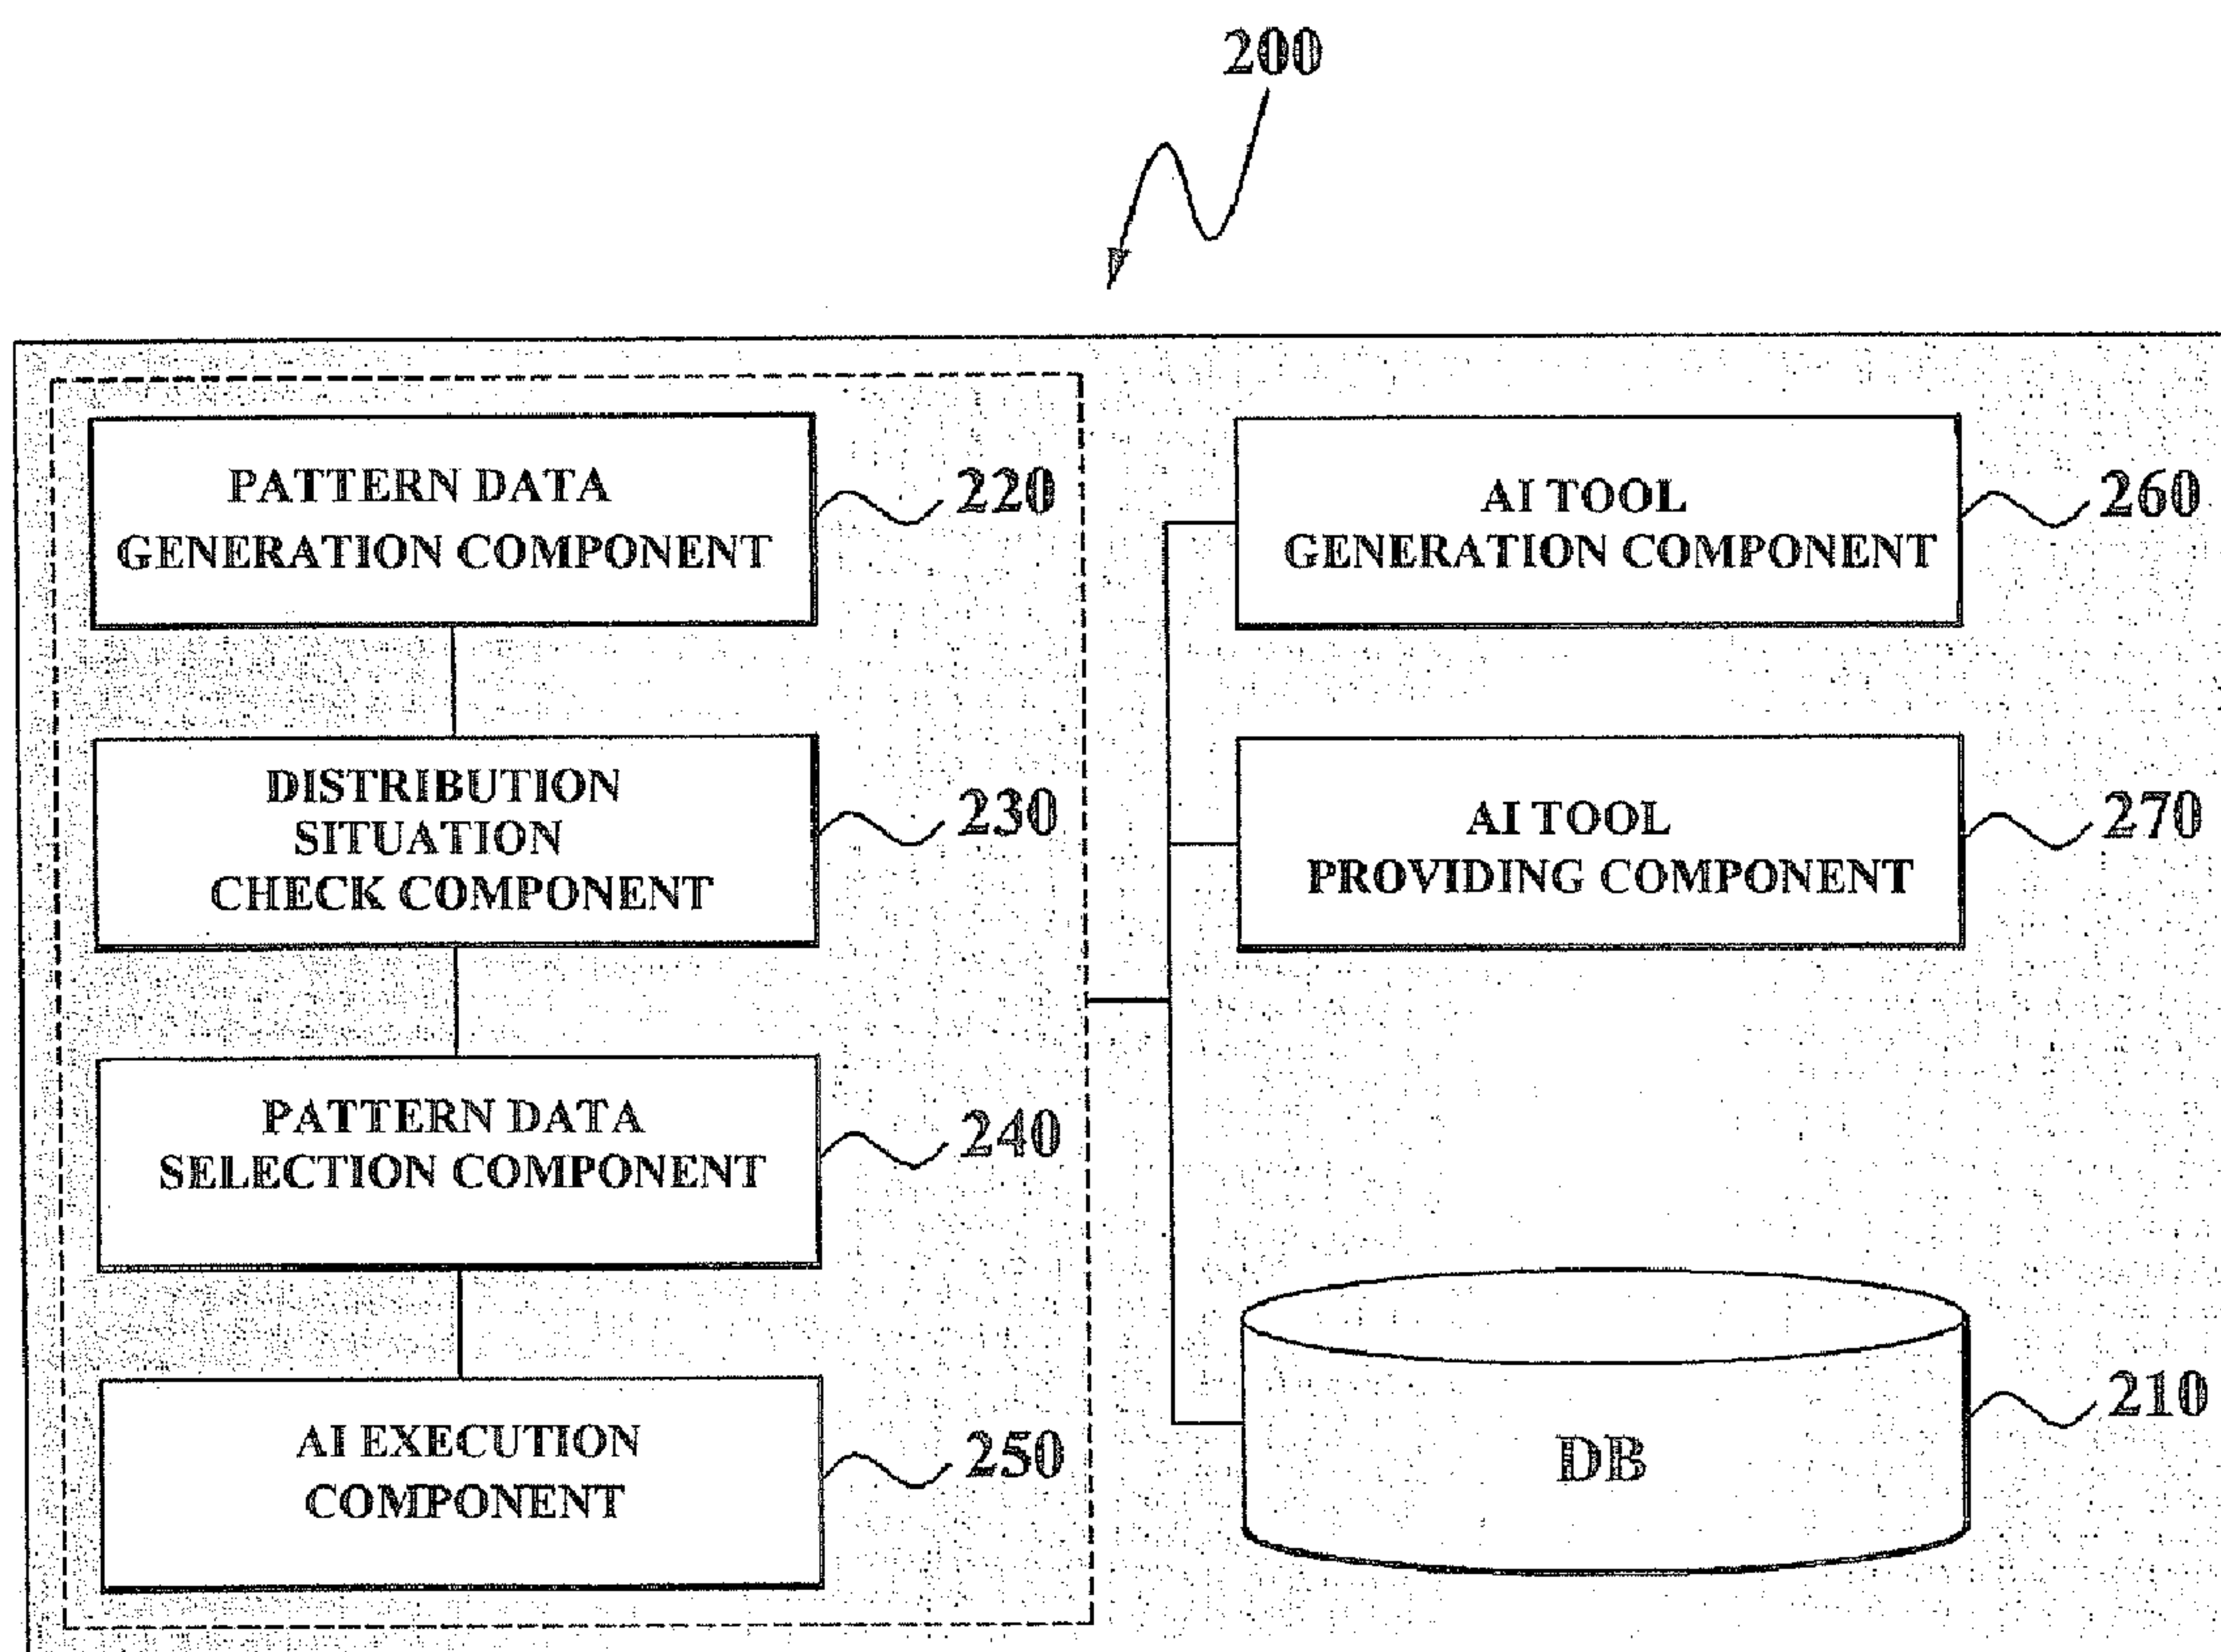 200
PATTERN DATA
GENERATION COMPONENT
220
DISTRIBUTION
SITUATION
CHECK COMPONENT
230
PATTERN DATA
SELECTION COMPONENT
240
AI EXECUTION
COMPONENT
250
AI TOOL
GENERATION COMPONENT
260
AI TOOL
PROVIDING COMPONENT
270
DB
210